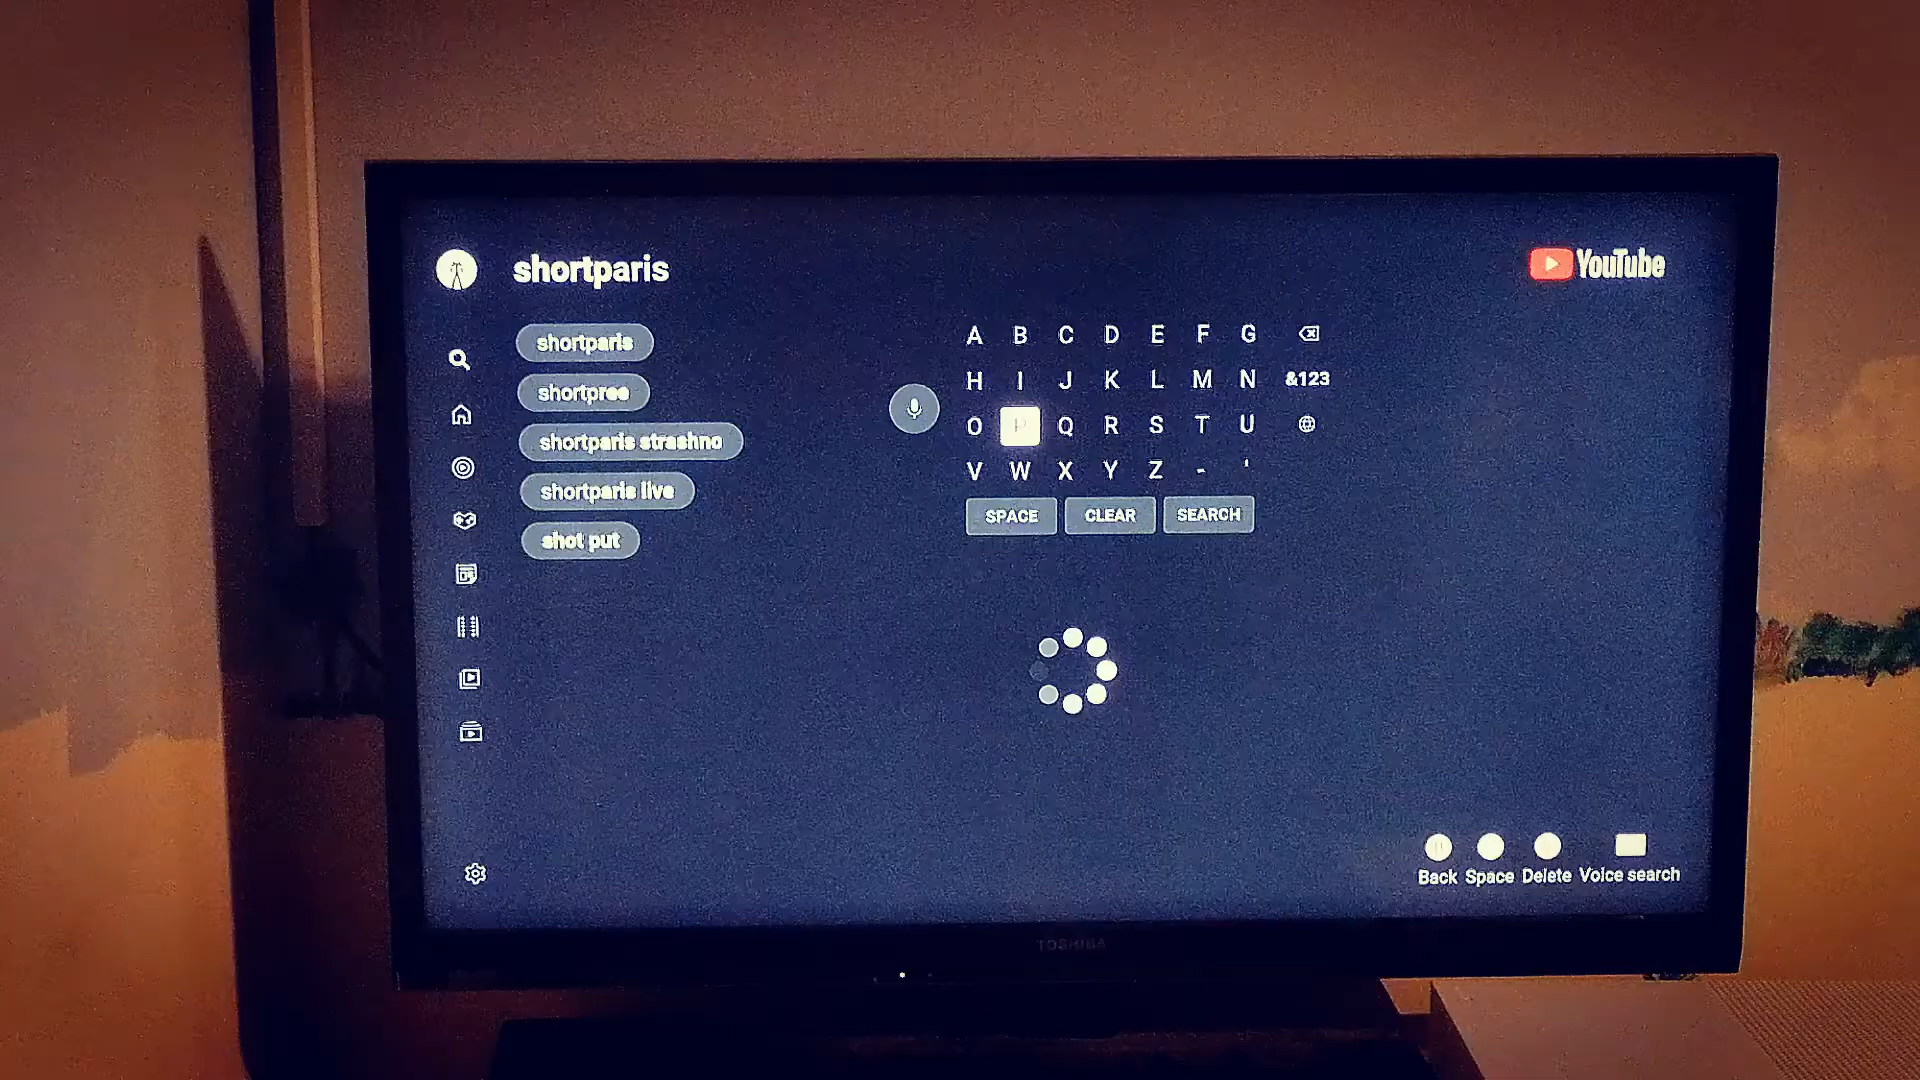 shortparis
YouTube
shortparis
shortpree
shortparis strashno
shortparis live
shot put
A B C D E F G
H I J K L M N &123
O P Q R S T U
V W X Y Z - '
SPACE CLEAR SEARCH
Back Space Delete Voice search
TOSHIBA